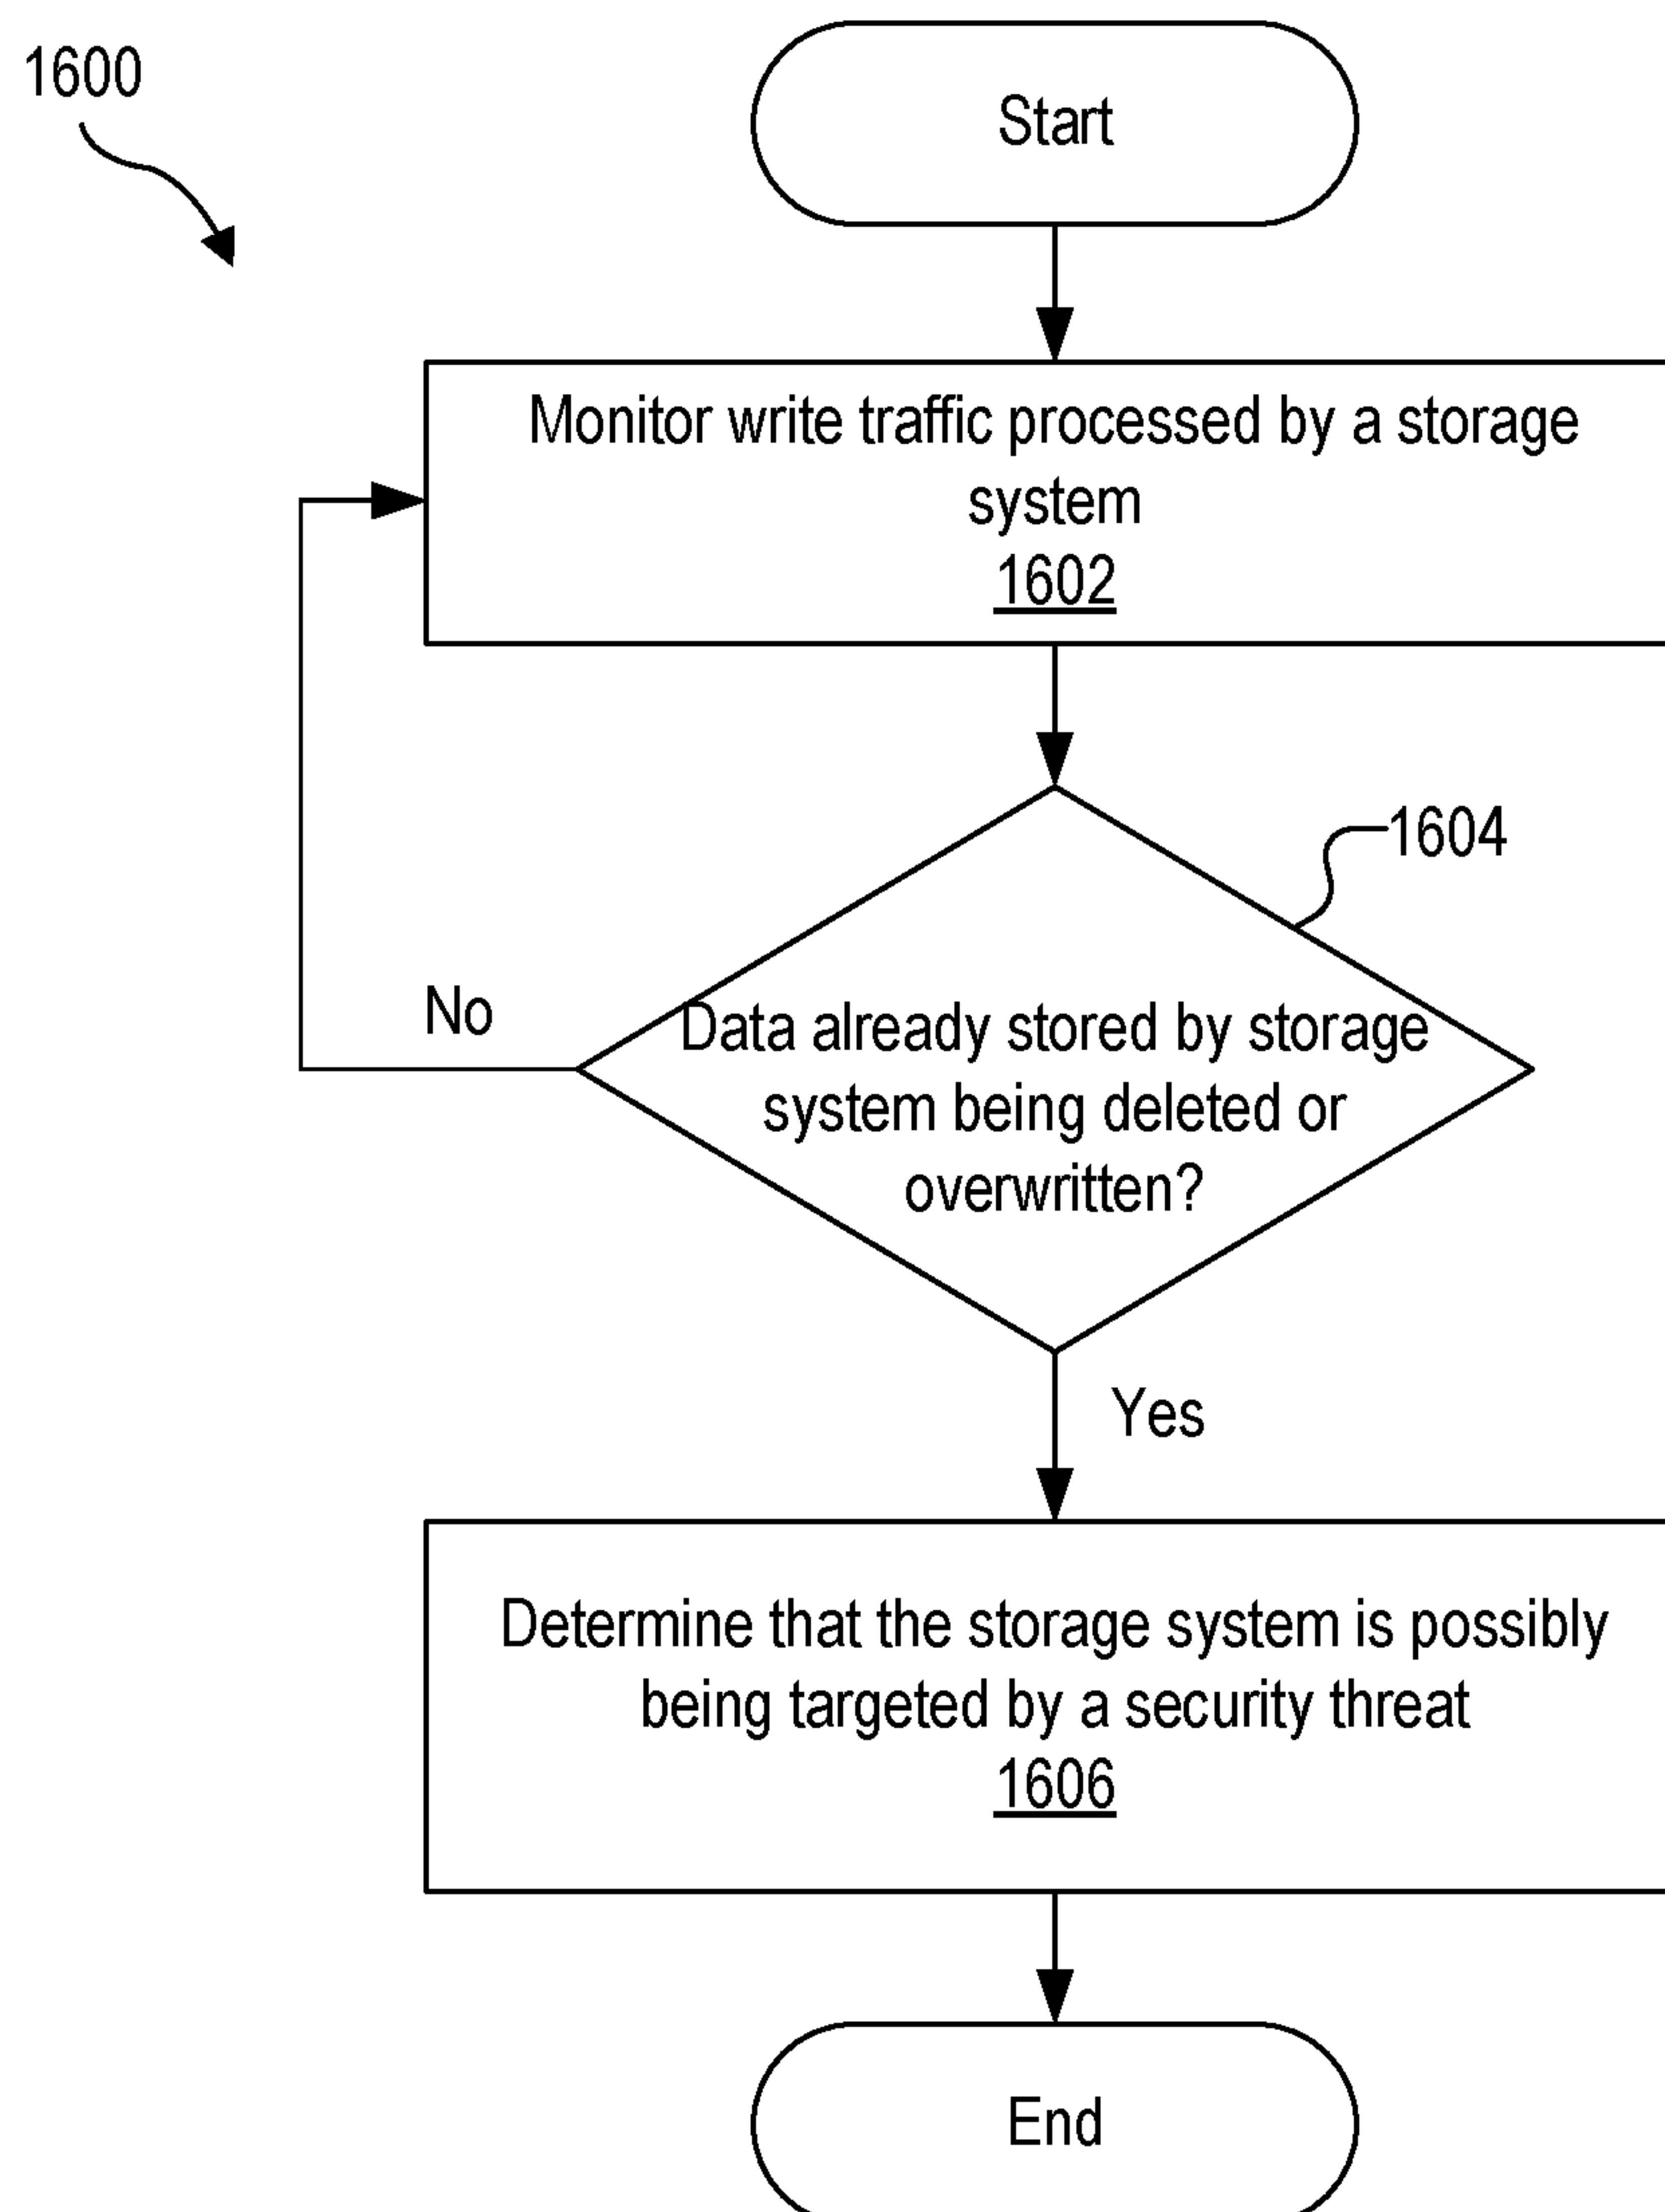 1600
Start
Monitor write traffic processed by a storage
system
1602
1604
Data already stored by storage
system being deleted or
overwritten?
No
Yes
Determine that the storage system is possibly
being targeted by a security threat
1606
End